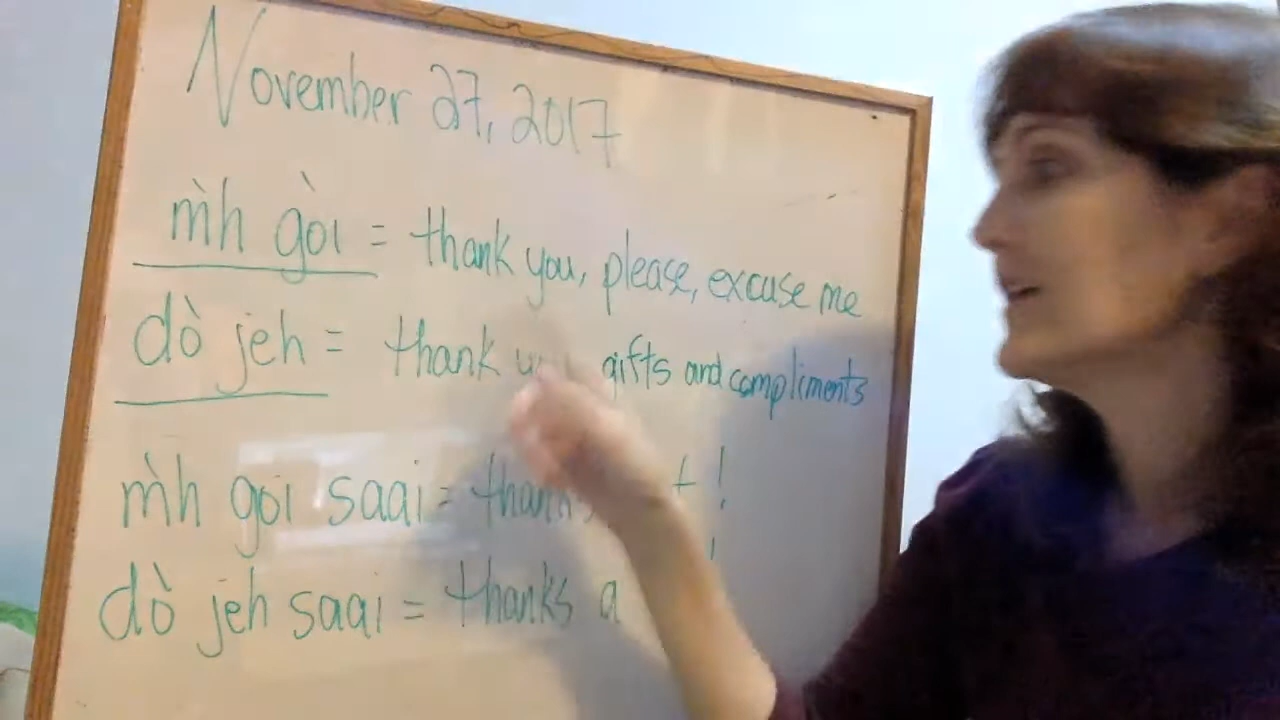 November 27, 2017
m̀h gòi = thank you, please, excuse me
dò jeh = thank gifts and compliments
m̀h gòi saai = thanks !
dò jeh saai = thanks a !